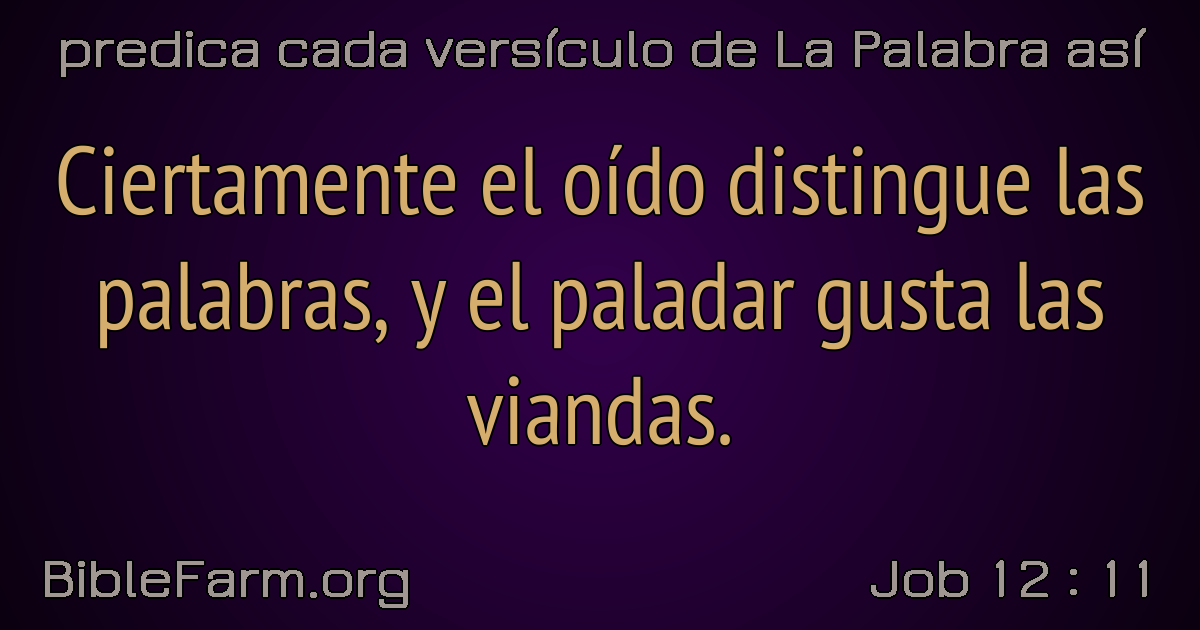 predica cada versículo de La Palabra así
Ciertamente el oído distingue las
palabras, y el paladar gusta las
viandas.
BibleFarm.org
Job 12 : 11